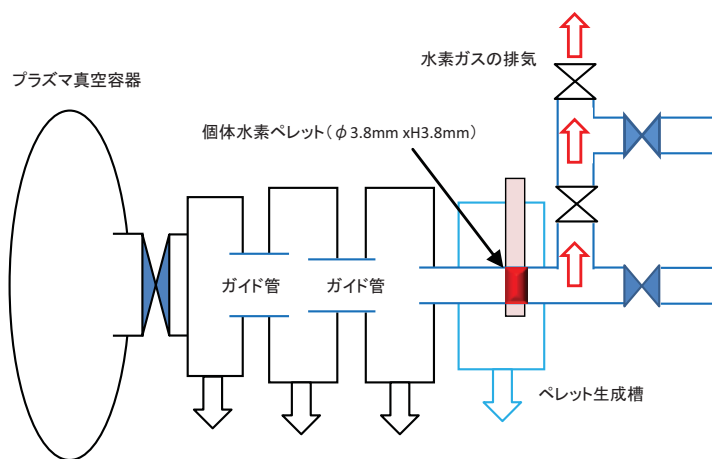 水素ガスの排気
プラズマ真空容器
個体水素ペレット(φ3.8mm xH3.8mm)
ガイド管
ガイド管
ペレット生成槽